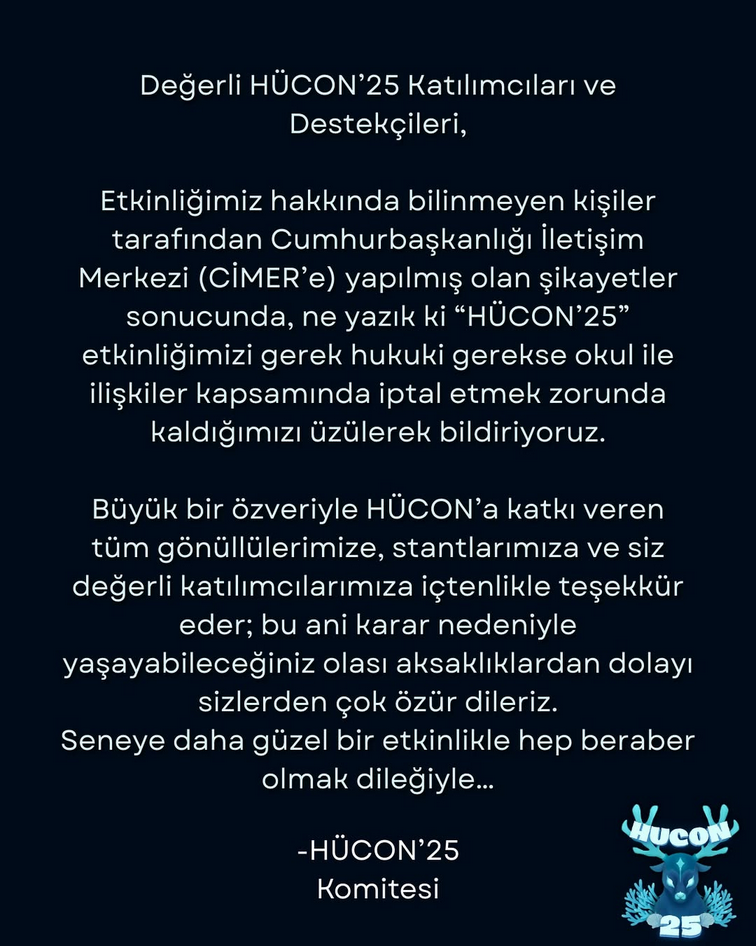 Değerli HÜCON’25 Katılımcıları ve
Destekçileri,
Etkinliğimiz hakkında bilinmeyen kişiler
tarafından Cumhurbaşkanlığı İletişim
Merkezi (CİMER’e) yapılmış olan şikayetler
sonucunda, ne yazık ki “HÜCON’25”
etkinliğimizi gerek hukuki gerekse okul ile
ilişkiler kapsamında iptal etmek zorunda
kaldığımızı üzülerek bildiriyoruz.
Büyük bir özveriyle HÜCON’a katkı veren
tüm gönüllülerimize, stantlarımıza ve siz
değerli katılımcılarımıza içtenlikle teşekkür
eder; bu ani karar nedeniyle
yaşayabileceğiniz olası aksaklıklardan dolayı
sizlerden çok özür dileriz.
Seneye daha güzel bir etkinlikle hep beraber
olmak dileğiyle...
-HÜCON’25
Komitesi
HUCON
25